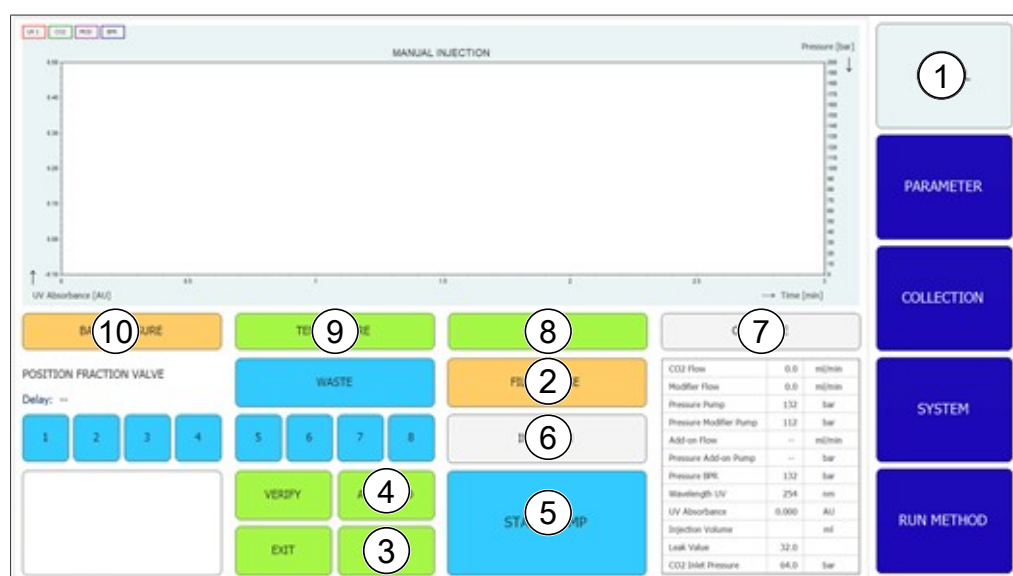 UV 1 CO2 MOD BPR
MANUAL INJECTION
Pressure [bar]
UV Absorbance [AU]
Time [min]
1
PARAMETER
COLLECTION
SYSTEM
RUN METHOD
10
9
8
7
POSITION FRACTION VALVE
Delay: --
WASTE
2
1 2 3 4 5 6 7 8
6
VERIFY
4
EXIT
3
5
CO2 Flow 0.0 ml/min
Modifier Flow 0.0 ml/min
Pressure Pump 132 bar
Pressure Modifier Pump 112 bar
Add-on Flow -- ml/min
Pressure Add-on Pump -- bar
Pressure BPR 132 bar
Wavelength UV 254 nm
UV Absorbance 0.000 AU
Injection Volume ml
Leak Value 32.0
CO2 Inlet Pressure 64.0 bar